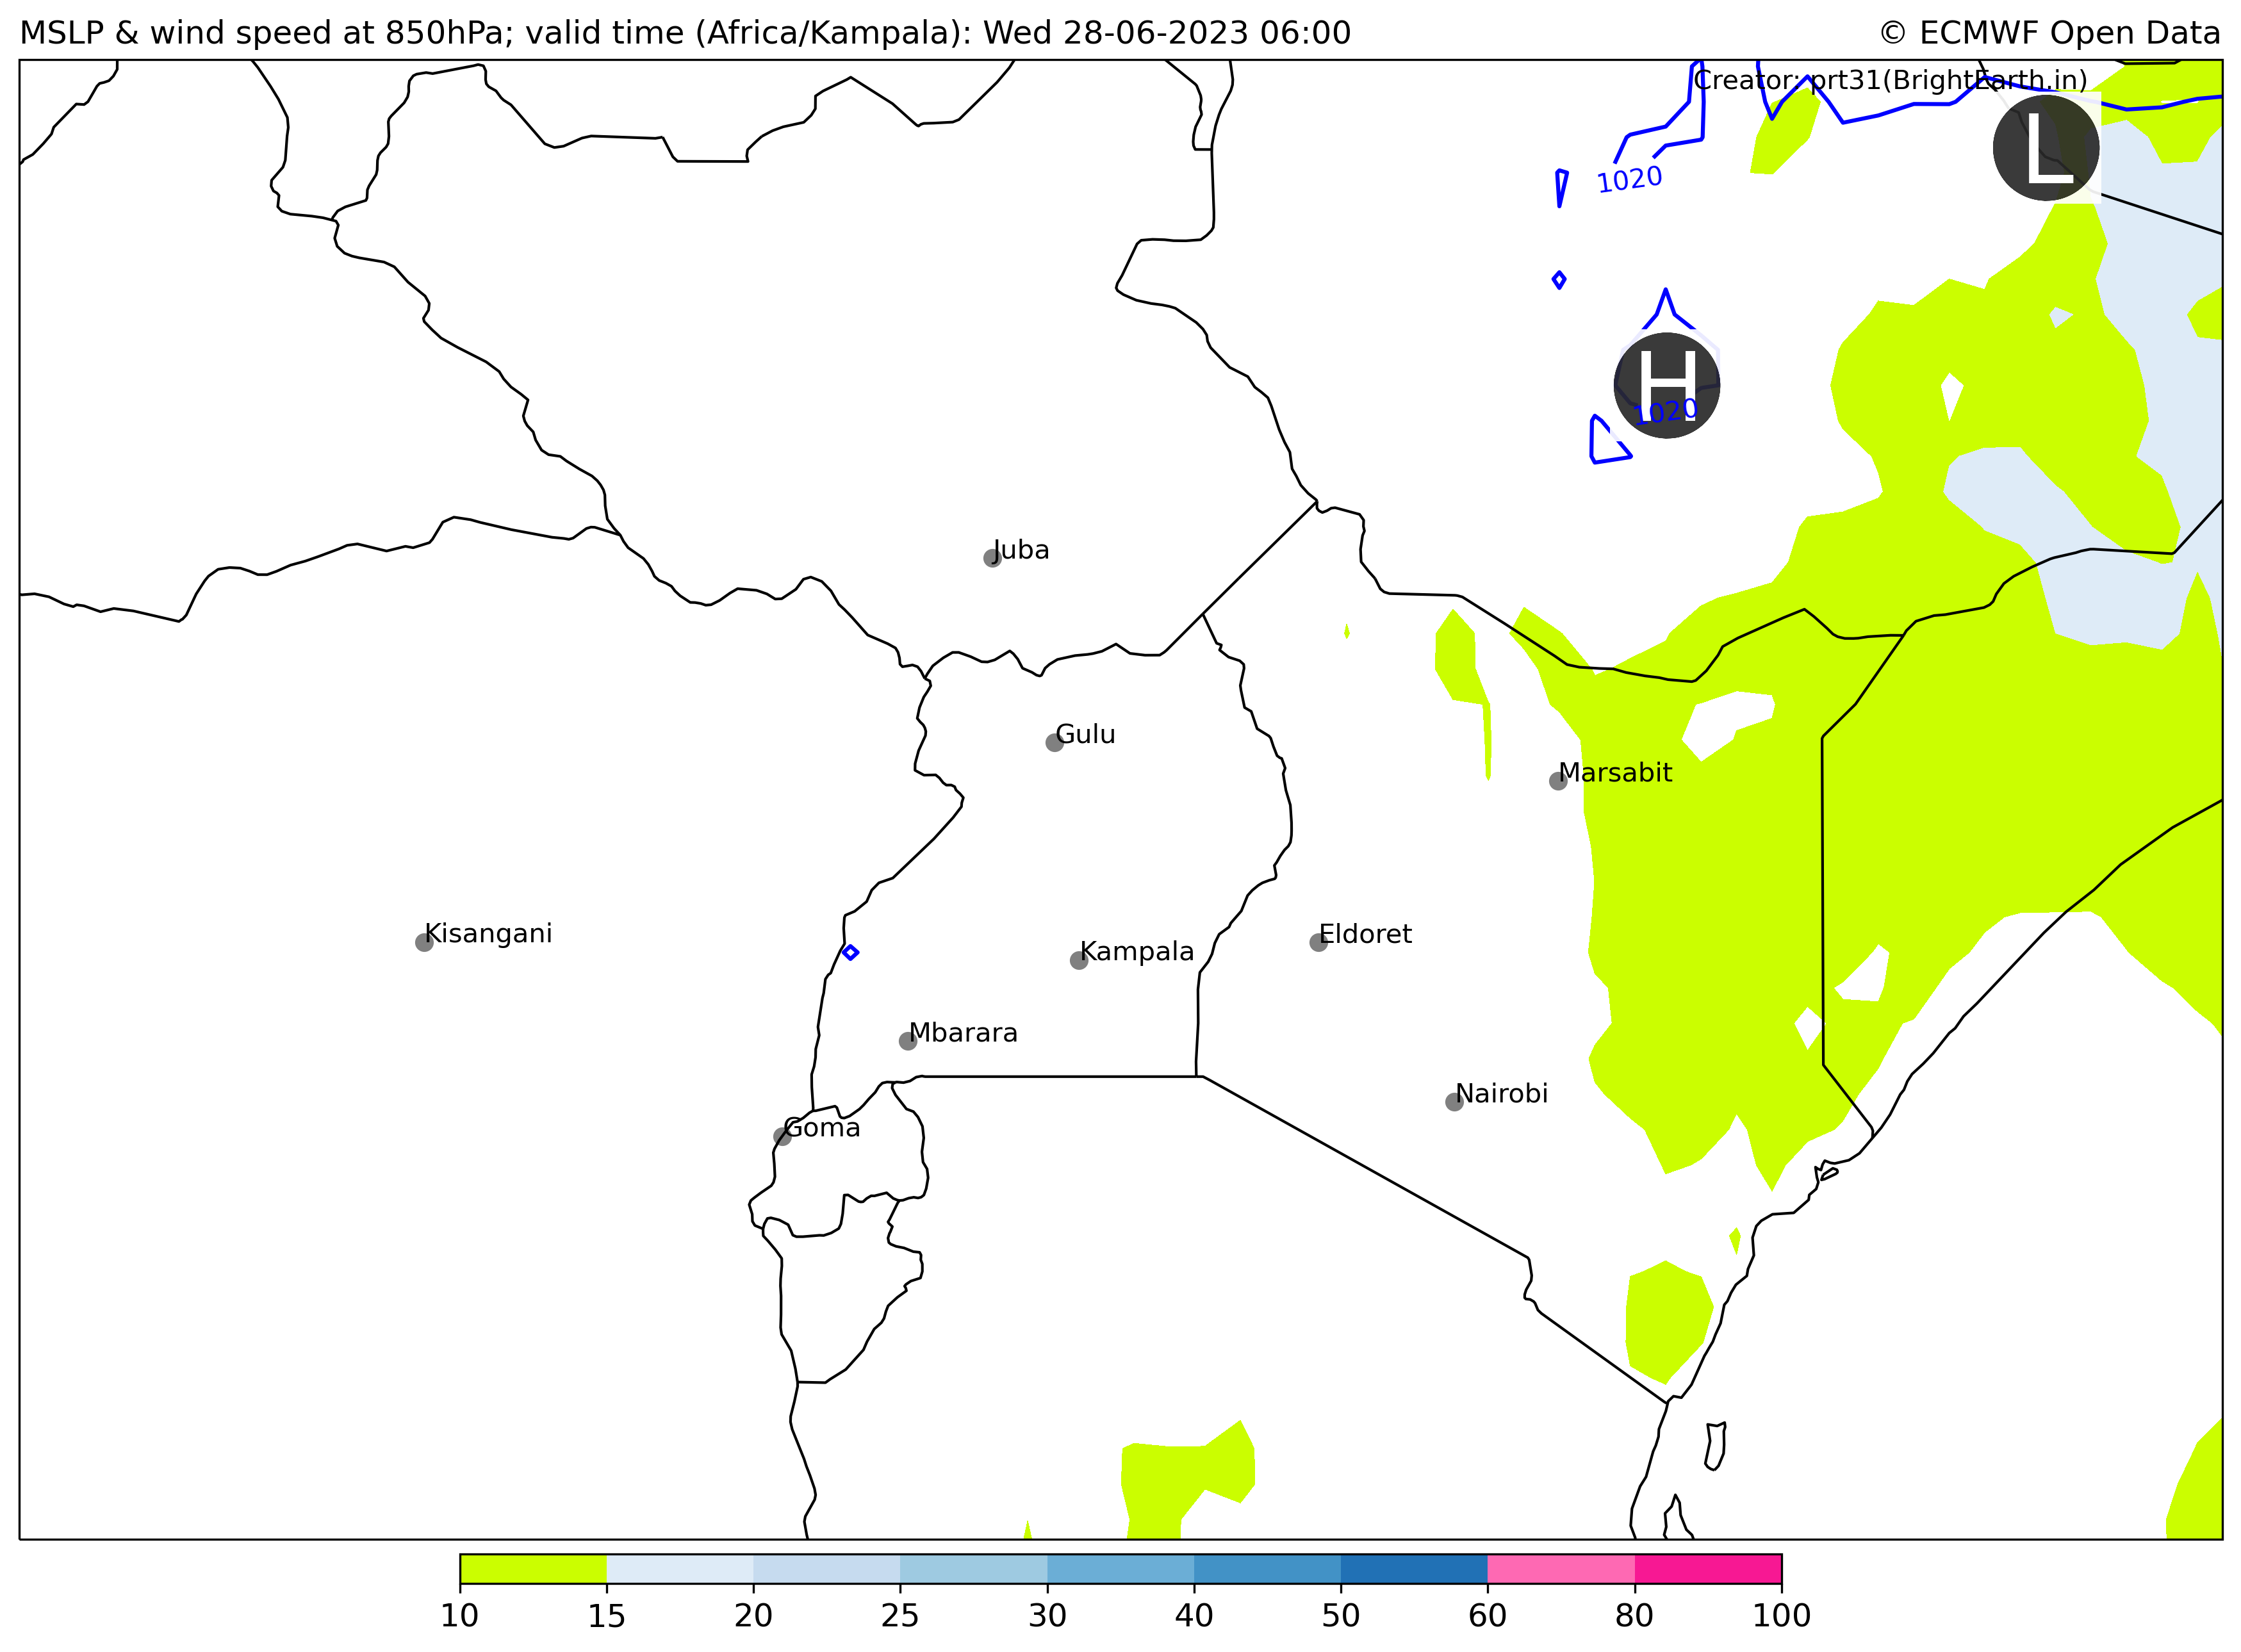 MSLP & wind speed at 850hPa; valid time (Africa/Kampala): Wed 28-06-2023 06:00
© ECMWF Open Data
Creator: prt31(BrightEarth.in)
L
1020
H
1020
Juba
Gulu
Marsabit
Kisangani
Eldoret
Kampala
Mbarara
Nairobi
Goma
10 15 20 25 30 40 50 60 80 100